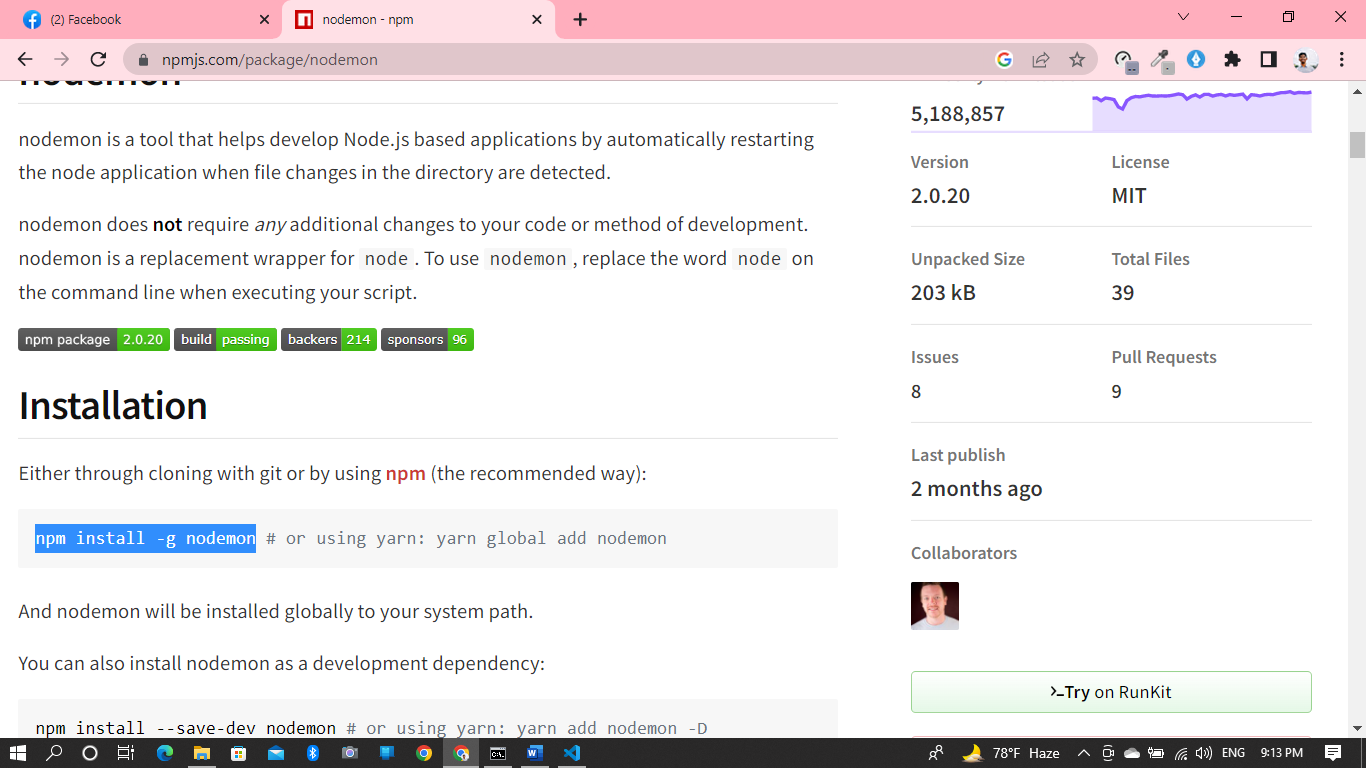 (2) Facebook
nodemon - npm
npmjs.com/package/nodemon
nodemon
nodemon is a tool that helps develop Node.js based applications by automatically restarting
the node application when file changes in the directory are detected.
nodemon does not require any additional changes to your code or method of development.
nodemon is a replacement wrapper for node . To use nodemon , replace the word node on
the command line when executing your script.
npm package 2.0.20 build passing backers 214 sponsors 96
Installation
Either through cloning with git or by using npm (the recommended way):
npm install -g nodemon # or using yarn: yarn global add nodemon
And nodemon will be installed globally to your system path.
You can also install nodemon as a development dependency:
npm install --save-dev nodemon # or using yarn: yarn add nodemon -D
5,188,857
Version
License
2.0.20
MIT
Unpacked Size
Total Files
203 kB
39
Issues
Pull Requests
8
9
Last publish
2 months ago
Collaborators
Try on RunKit
78°F Haze
ENG
9:13 PM